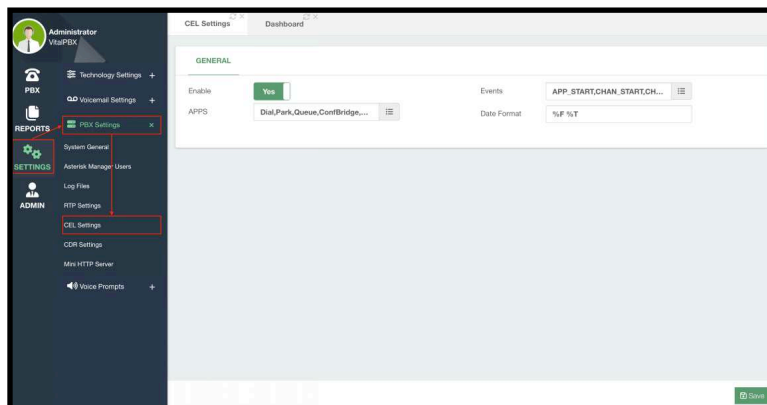 Administrator
VitalPBX
PBX
REPORTS
SETTINGS
ADMIN
Technology Settings +
Voicemail Settings +
PBX Settings ×
System General
Asterisk Manager Users
Log Files
RTP Settings
CEL Settings
CDR Settings
Mini HTTP Server
Voice Prompts +
CEL Settings
Dashboard
GENERAL
Enable Yes Events APP_START,CHAN_START,CH...
APPS Dial,Park,Queue,ConfBridge,... Date Format %F %T
Save